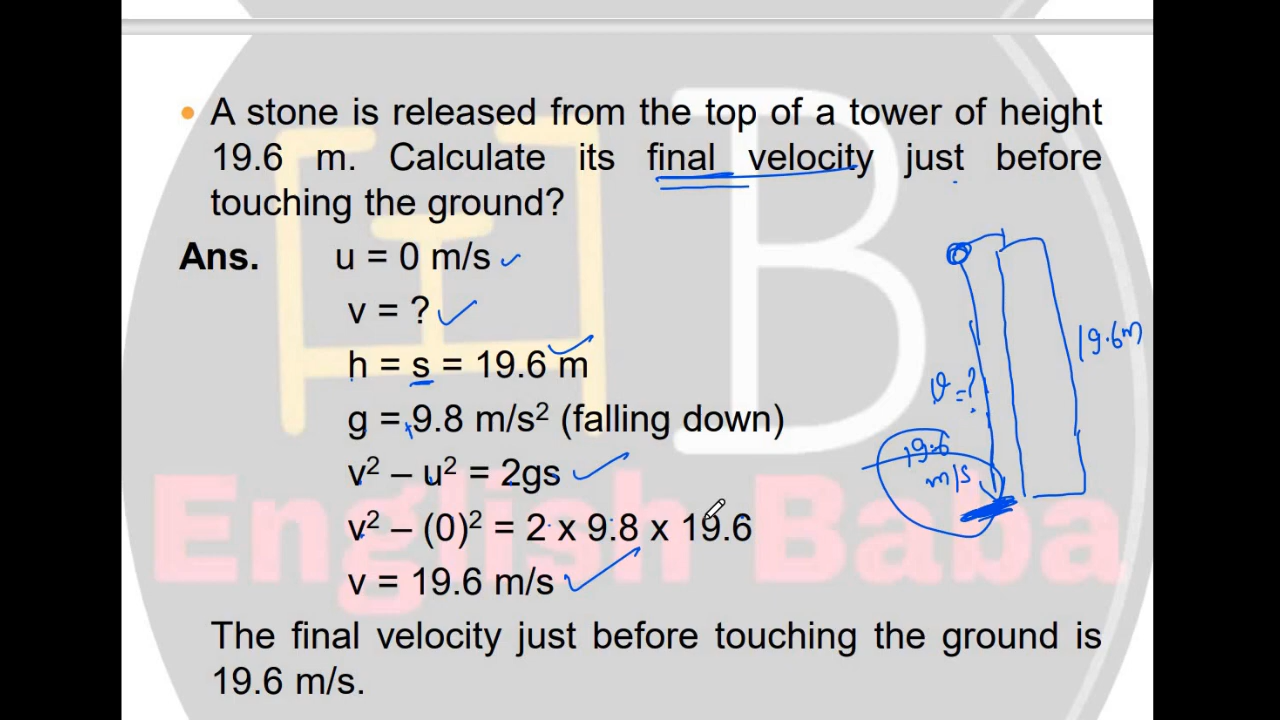 • A stone is released from the top of a tower of height
19.6 m. Calculate its final velocity just before
touching the ground?
Ans. u = 0 m/s
v = ?
h = s = 19.6 m
g = +9.8 m/s² (falling down)
v² – u² = 2gs
v² – (0)² = 2 x 9.8 x 19.6
v = 19.6 m/s
The final velocity just before touching the ground is
19.6 m/s.
19.6m
v=?
19.6
m/s
B
English Baba